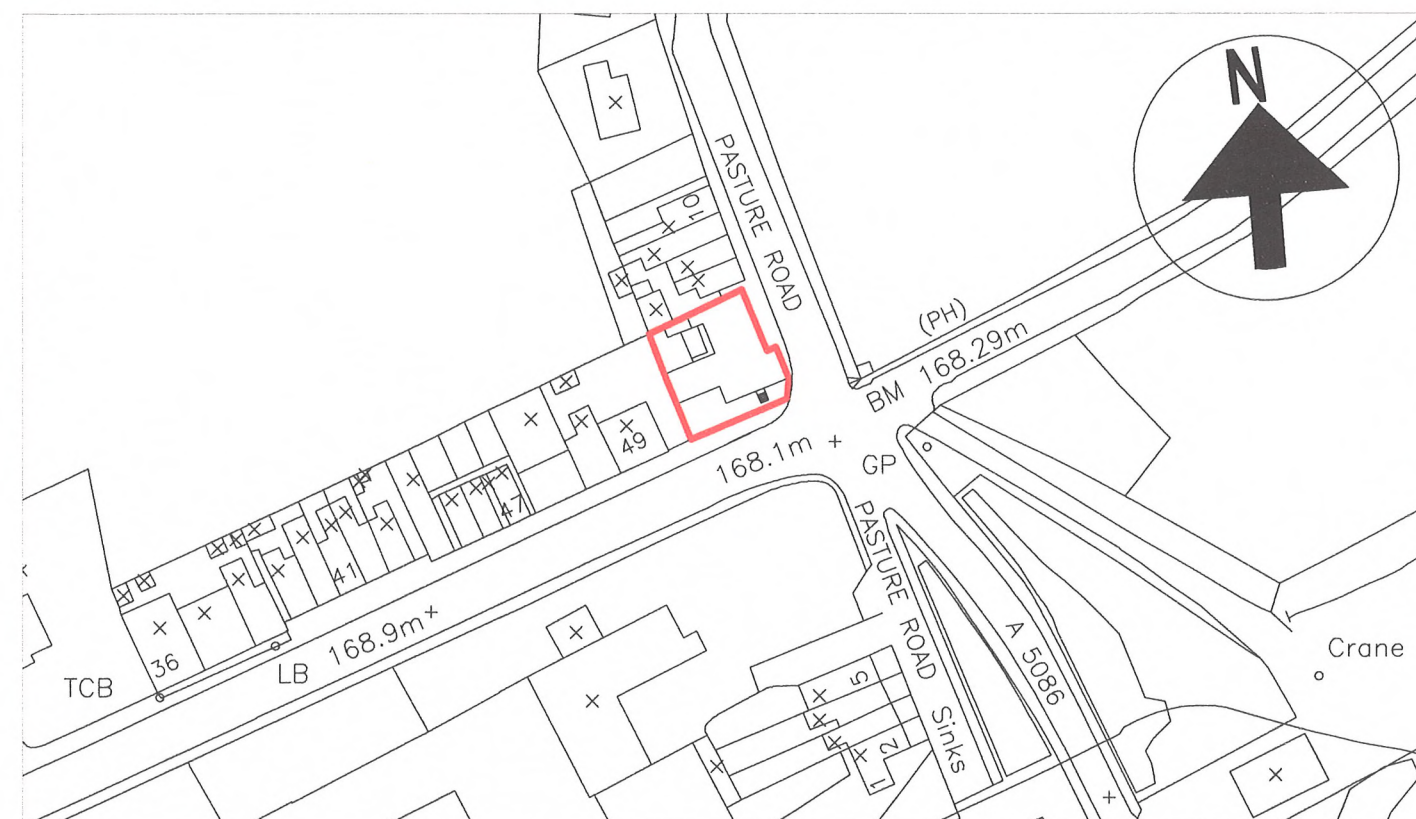 N
PASTURE ROAD
10
(PH)
BM 168.29m
49
168.1m +
GP
47
41
PASTURE ROAD
Sinks
A 5086
36
TCB
LB
168.9m+
5
2
1
Crane